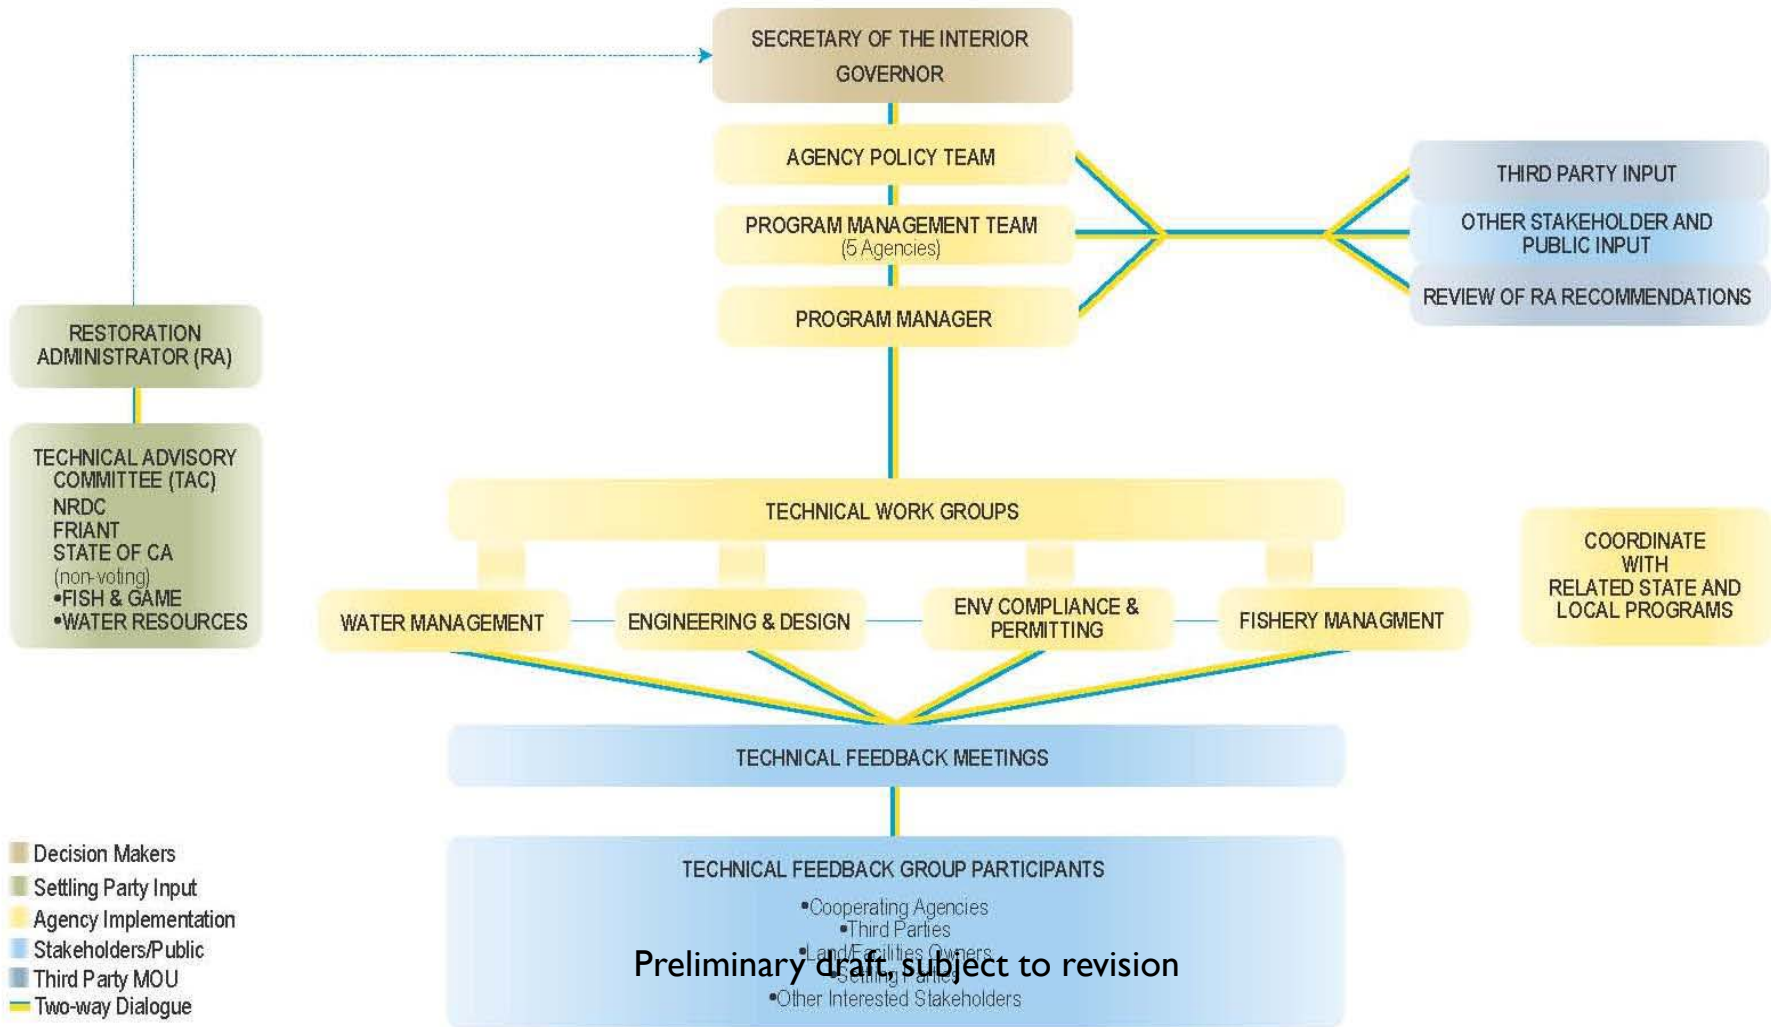 SECRETARY OF THE INTERIOR
GOVERNOR
AGENCY POLICY TEAM
PROGRAM MANAGEMENT TEAM
(5 Agencies)
PROGRAM MANAGER
THIRD PARTY INPUT
OTHER STAKEHOLDER AND
PUBLIC INPUT
REVIEW OF RA RECOMMENDATIONS
RESTORATION
ADMINISTRATOR (RA)
TECHNICAL ADVISORY
COMMITTEE (TAC)
NRDC
FRIANT
STATE OF CA
(non-voting)
•FISH & GAME
•WATER RESOURCES
TECHNICAL WORK GROUPS
WATER MANAGEMENT
ENGINEERING & DESIGN
ENV COMPLIANCE &
PERMITTING
FISHERY MANAGMENT
COORDINATE
WITH
RELATED STATE AND
LOCAL PROGRAMS
TECHNICAL FEEDBACK MEETINGS
TECHNICAL FEEDBACK GROUP PARTICIPANTS
•Cooperating Agencies
•Third Parties
•Land/Facilities Owners
•Settling Parties
•Other Interested Stakeholders
Preliminary draft, subject to revision
Decision Makers
Settling Party Input
Agency Implementation
Stakeholders/Public
Third Party MOU
Two-way Dialogue